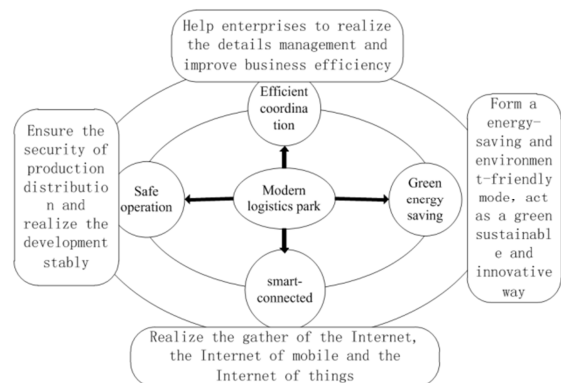 Help enterprises to realize
the details management and
improve business efficiency
Efficient
coordina
tion
Ensure the
security of
production
distributio
n and
realize the
development
stably
Safe
operation
Modern
logistics park
Green
energy
saving
Form a
energy-
saving and
environmen
t-friendly
mode, act
as a green
sustainabl
e and
innovative
way
smart-
connected
Realize the gather of the Internet,
the Internet of mobile and the
Internet of things